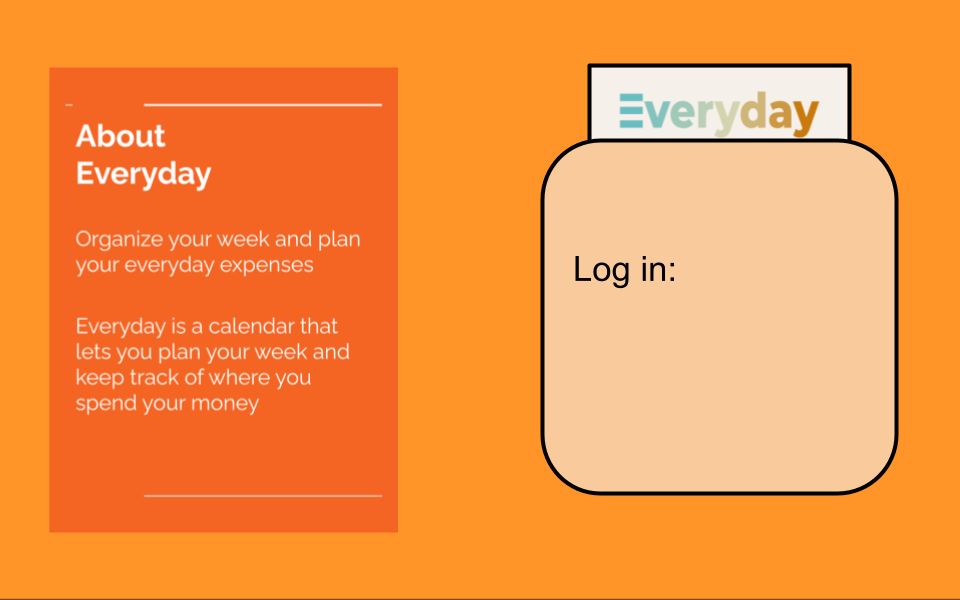 About
Everyday
Organize your week and plan
your everyday expenses
Everyday is a calendar that
lets you plan your week and
keep track of where you
spend your money
Everyday
Log in: